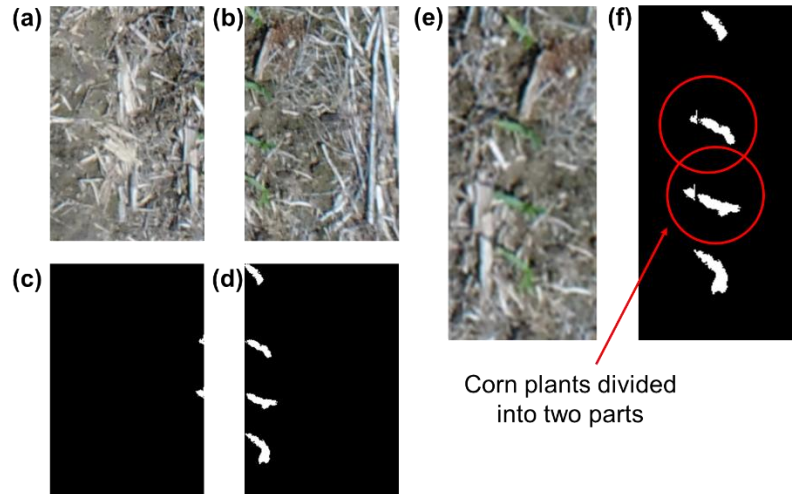 (a)
(b)
(e)
(f)
(c)
(d)
Corn plants divided
into two parts